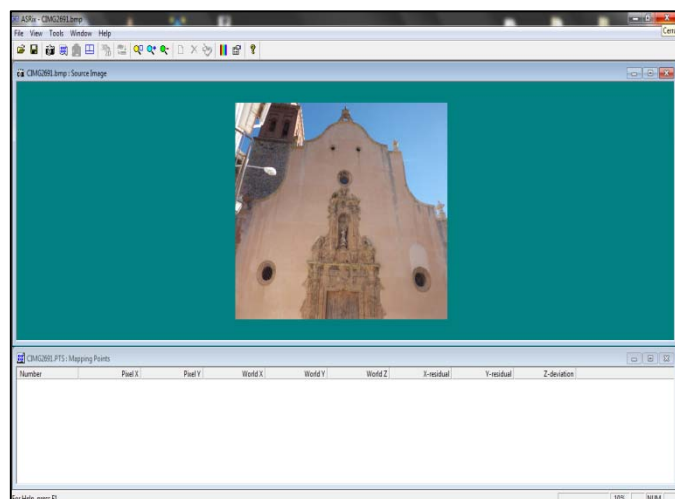 ASRix - CIMG2691.bmp
Cerra
File View Tools Window Help
CIMG2691.bmp : Source Image
CIMG2691.PTS : Mapping Points
Number Pixel X Pixel Y World X World Y World Z X-residual Y-residual Z-deviation
For Help, press F1
10% NUM